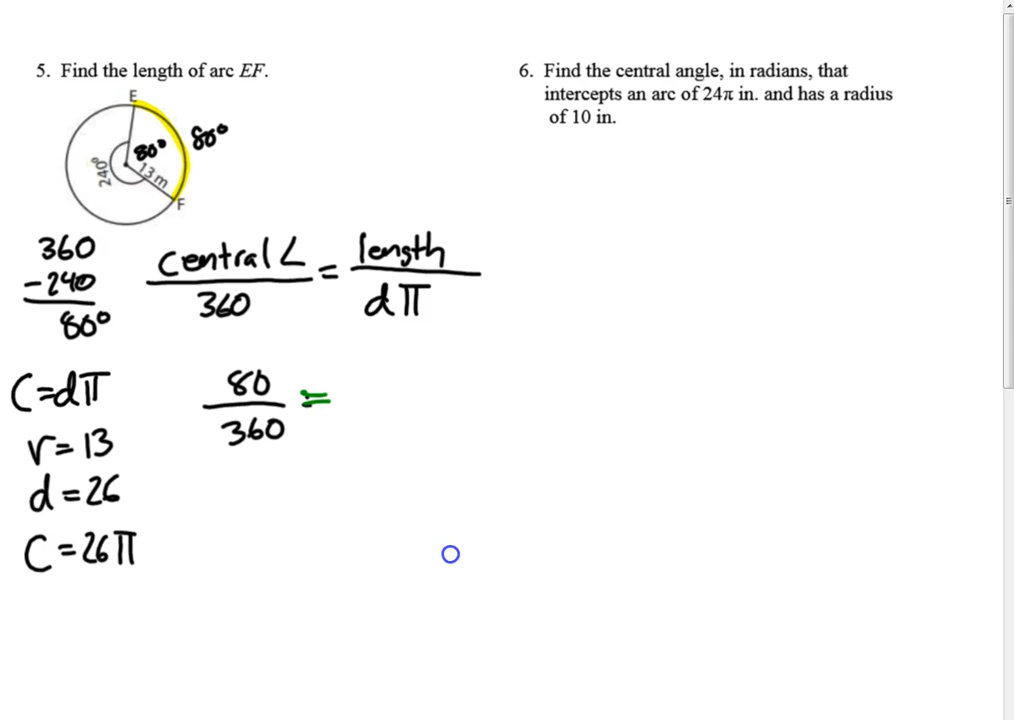 5. Find the length of arc EF.
E
80°
80°
240°
13 m
F
360
-240
80°
central ∠ = length
360 dπ
C=dπ
r=13
d=26
C=26π
80 =
360
6. Find the central angle, in radians, that
intercepts an arc of 24π in. and has a radius
of 10 in.